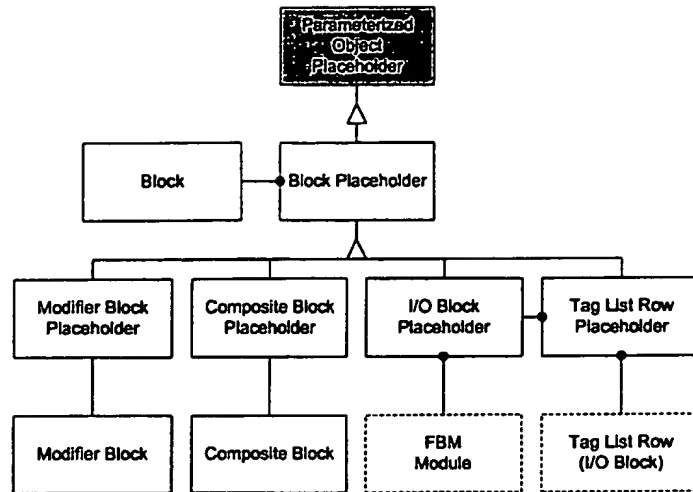 Parameterized
Object
Placeholder
Block
Block Placeholder
Modifier Block
Placeholder
Composite Block
Placeholder
I/O Block
Placeholder
Tag List Row
Placeholder
Modifier Block
Composite Block
FBM
Module
Tag List Row
(I/O Block)